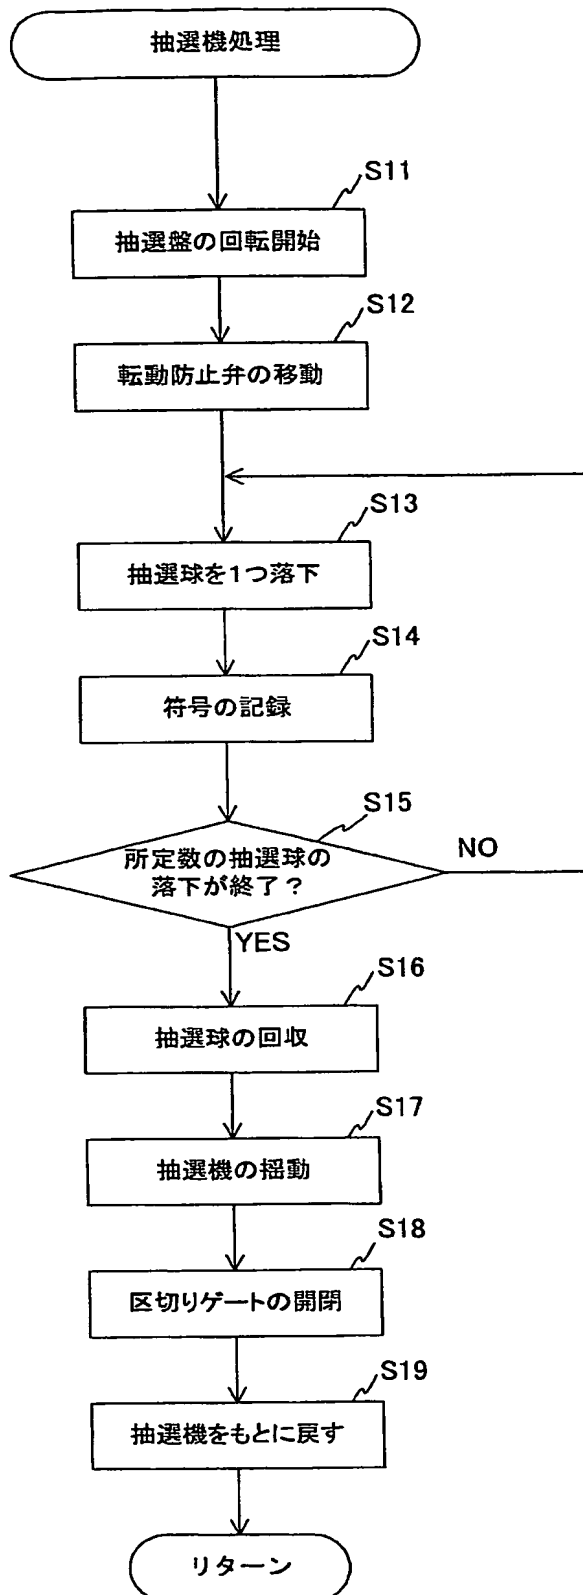 抽選機処理
S11
抽選盤の回転開始
S12
転動防止弁の移動
S13
抽選球を1つ落下
S14
符号の記録
S15
所定数の抽選球の
落下が終了?
NO
YES
S16
抽選球の回収
S17
抽選機の揺動
S18
区切りゲートの開閉
S19
抽選機をもとに戻す
リターン